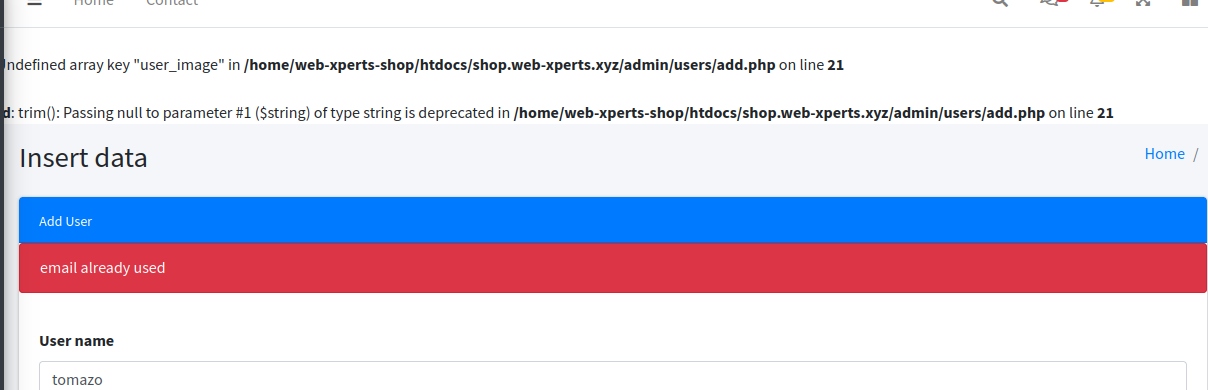 Home Contact
Undefined array key "user_image" in /home/web-xperts-shop/htdocs/shop.web-xperts.xyz/admin/users/add.php on line 21
d: trim(): Passing null to parameter #1 ($string) of type string is deprecated in /home/web-xperts-shop/htdocs/shop.web-xperts.xyz/admin/users/add.php on line 21
Insert data
Home /
Add User
email already used
User name
tomazo